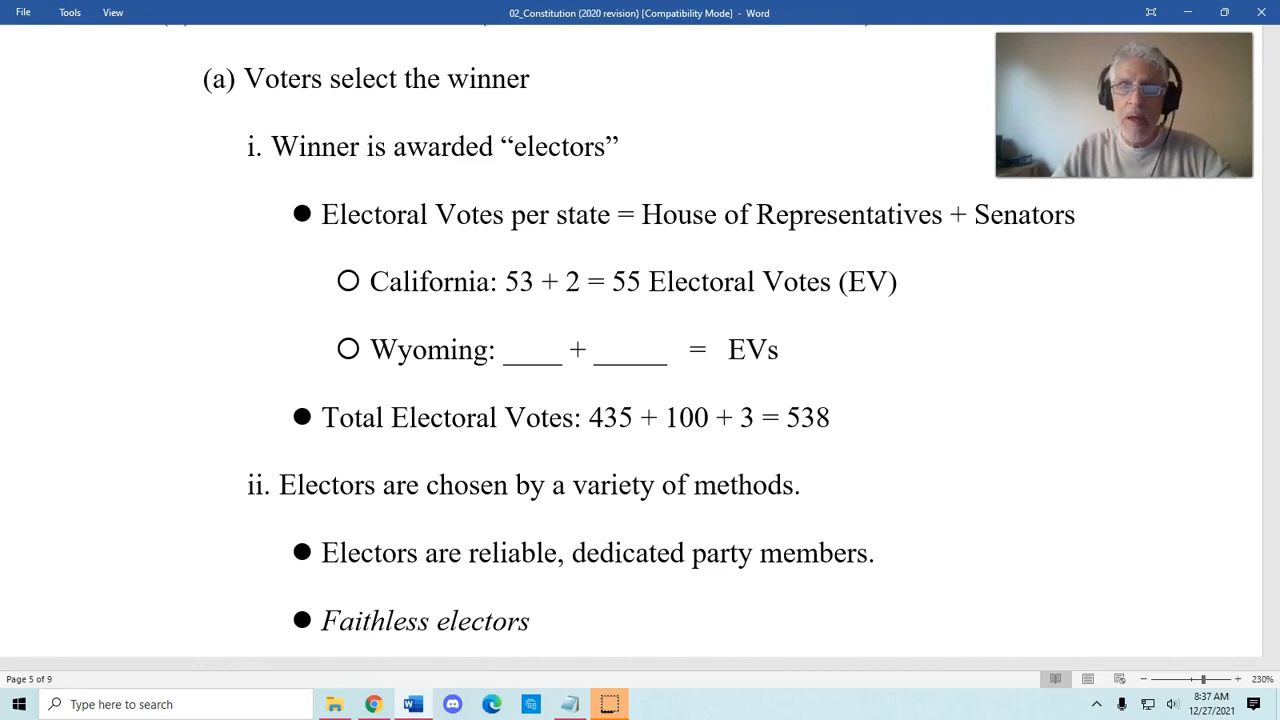 File Tools View 02_Constitution (2020 revision) [Compatibility Mode] - Word
(a) Voters select the winner
i. Winner is awarded “electors”
● Electoral Votes per state = House of Representatives + Senators
○ California: 53 + 2 = 55 Electoral Votes (EV)
○ Wyoming: ____ + _____ = EVs
● Total Electoral Votes: 435 + 100 + 3 = 538
ii. Electors are chosen by a variety of methods.
● Electors are reliable, dedicated party members.
● Faithless electors
Page 5 of 9 230%
Type here to search 8:37 AM
12/27/2021